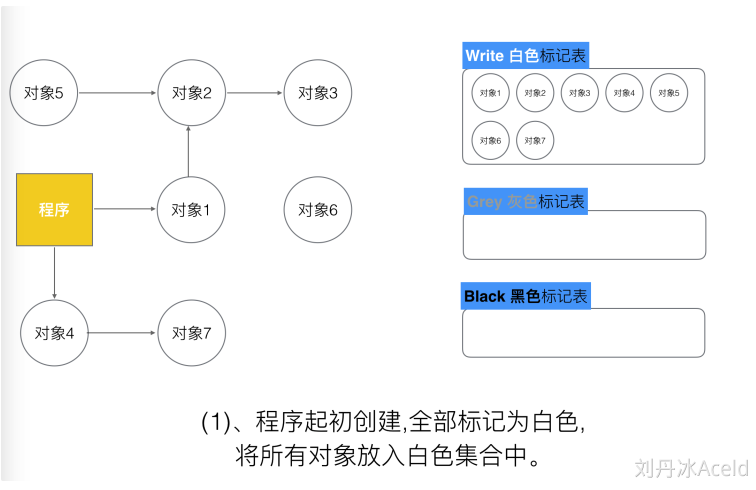 Write 白色标记表
对象1 对象2 对象3 对象4 对象5
对象6 对象7
对象5 对象2 对象3
程序 对象1 对象6
Grey 灰色标记表
对象4 对象7
Black 黑色标记表
(1)、程序起初创建,全部标记为白色,
将所有对象放入白色集合中。
刘丹冰Aceld